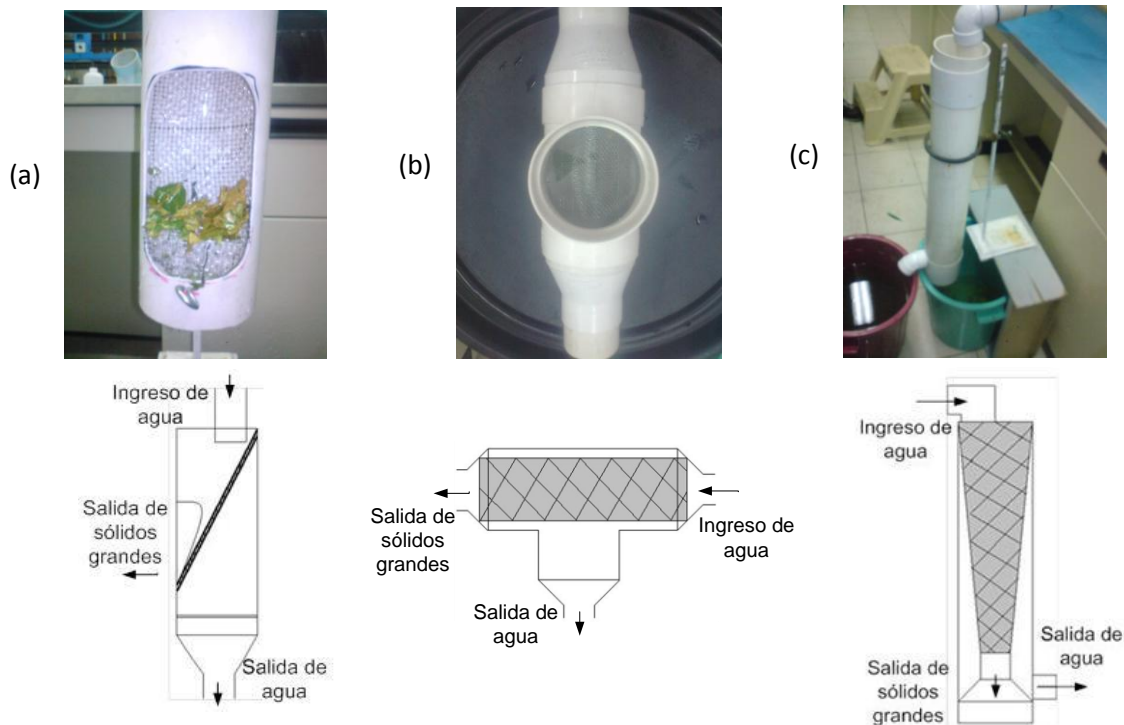 (a)
(b)
(c)
Ingreso de
agua
Salida de
sólidos
grandes
Salida de
agua
Salida de
sólidos
grandes
Ingreso de
agua
Salida de
agua
Ingreso de
agua
Salida de
agua
Salida de
sólidos
grandes